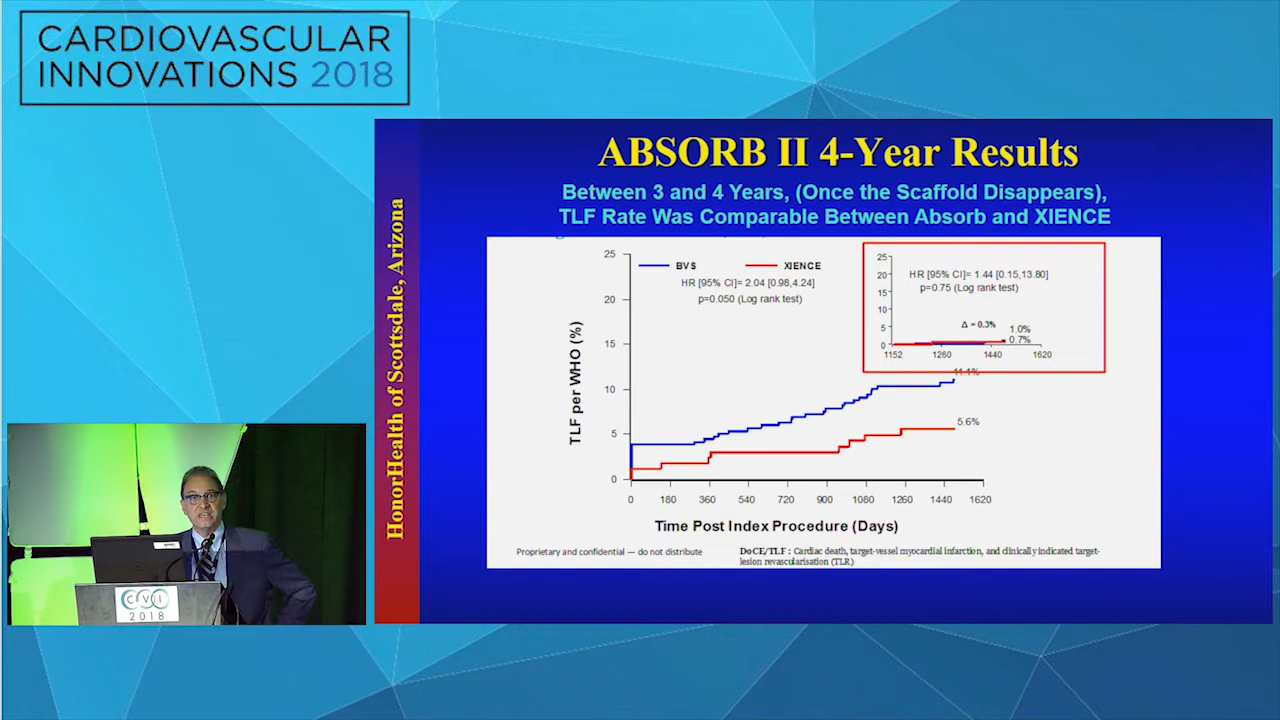 CARDIOVASCULAR
INNOVATIONS 2018
HonorHealth of Scottsdale, Arizona
ABSORB II 4-Year Results
Between 3 and 4 Years, (Once the Scaffold Disappears),
TLF Rate Was Comparable Between Absorb and XIENCE
TLF per WHO (%)
25
20
15
10
5
0
BVS
XIENCE
HR [95% CI]= 2.04 [0.98,4.24]
p=0.050 (Log rank test)
25
20
15
10
5
0
HR [95% CI]= 1.44 [0.15,13.80]
p=0.75 (Log rank test)
Δ = 0.3%
1.0%
0.7%
1152 1260 1440 1620
11.1%
5.6%
0 180 360 540 720 900 1080 1260 1440 1620
Time Post Index Procedure (Days)
Proprietary and confidential — do not distribute
DoCE/TLF : Cardiac death, target-vessel myocardial infarction, and clinically indicated target-
lesion revascularisation (TLR)
CVI
2018